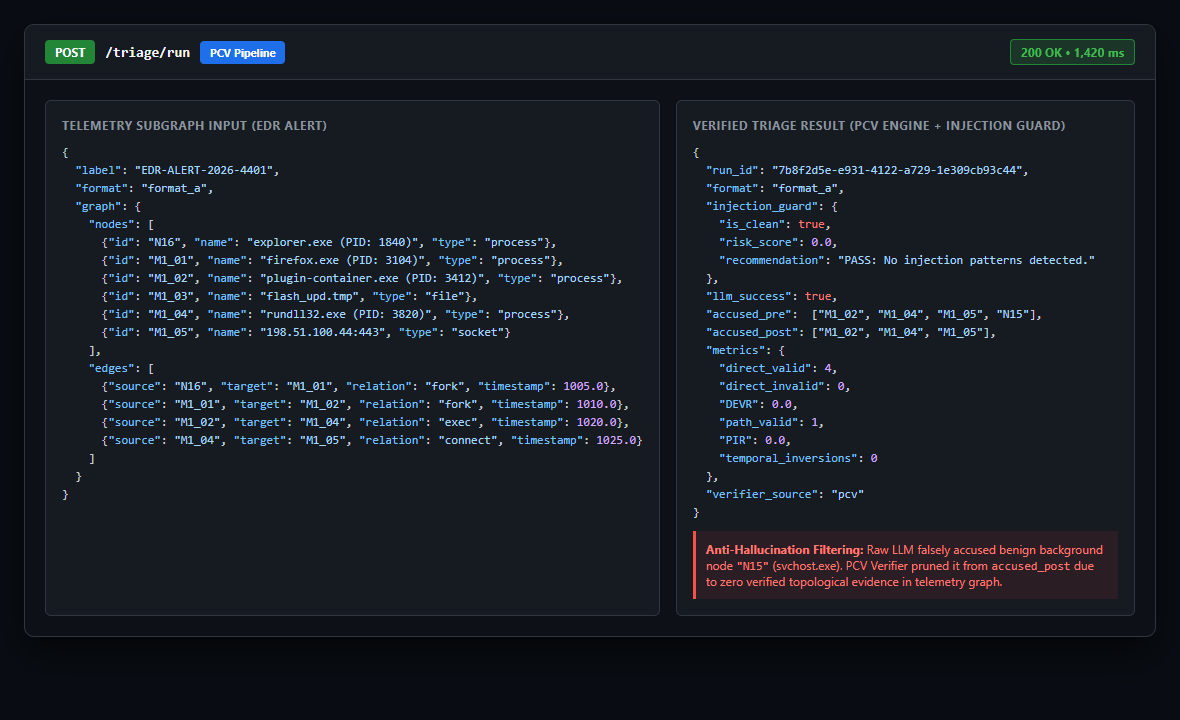 POST /triage/run PCV Pipeline 200 OK • 1,420 ms
TELEMETRY SUBGRAPH INPUT (EDR ALERT)
{
  "label": "EDR-ALERT-2026-4401",
  "format": "format_a",
  "graph": {
    "nodes": [
      {"id": "N16", "name": "explorer.exe (PID: 1840)", "type": "process"},
      {"id": "M1_01", "name": "firefox.exe (PID: 3104)", "type": "process"},
      {"id": "M1_02", "name": "plugin-container.exe (PID: 3412)", "type": "process"},
      {"id": "M1_03", "name": "flash_upd.tmp", "type": "file"},
      {"id": "M1_04", "name": "rundll32.exe (PID: 3820)", "type": "process"},
      {"id": "M1_05", "name": "198.51.100.44:443", "type": "socket"}
    ],
    "edges": [
      {"source": "N16", "target": "M1_01", "relation": "fork", "timestamp": 1005.0},
      {"source": "M1_01", "target": "M1_02", "relation": "fork", "timestamp": 1010.0},
      {"source": "M1_02", "target": "M1_04", "relation": "exec", "timestamp": 1020.0},
      {"source": "M1_04", "target": "M1_05", "relation": "connect", "timestamp": 1025.0}
    ]
  }
}
VERIFIED TRIAGE RESULT (PCV ENGINE + INJECTION GUARD)
{
  "run_id": "7b8f2d5e-e931-4122-a729-1e309cb93c44",
  "format": "format_a",
  "injection_guard": {
    "is_clean": true,
    "risk_score": 0.0,
    "recommendation": "PASS: No injection patterns detected."
  },
  "llm_success": true,
  "accused_pre":  ["M1_02", "M1_04", "M1_05", "N15"],
  "accused_post": ["M1_02", "M1_04", "M1_05"],
  "metrics": {
    "direct_valid": 4,
    "direct_invalid": 0,
    "DEVR": 0.0,
    "path_valid": 1,
    "PIR": 0.0,
    "temporal_inversions": 0
  },
  "verifier_source": "pcv"
}
Anti-Hallucination Filtering: Raw LLM falsely accused benign background
node "N15" (svchost.exe). PCV Verifier pruned it from accused_post due
to zero verified topological evidence in telemetry graph.